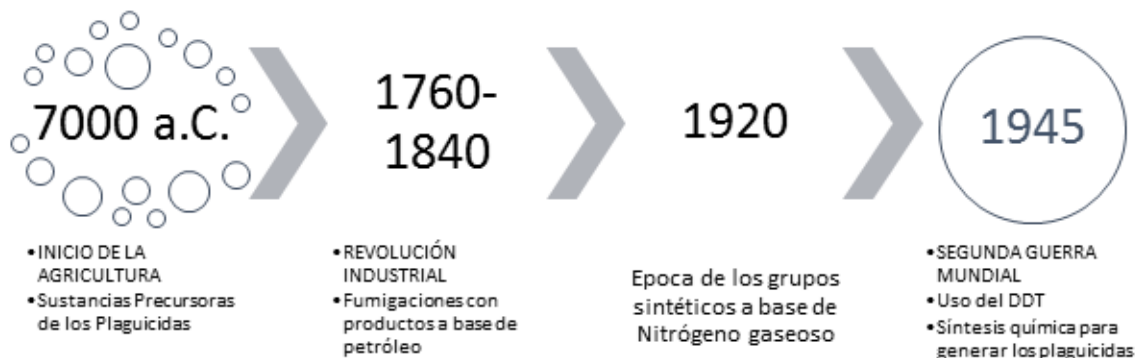 7000 a.C.
• INICIO DE LA
AGRICULTURA
• Sustancias Precursoras
de los Plaguicidas
1760-
1840
• REVOLUCIÓN
INDUSTRIAL
• Fumigaciones con
productos a base de
petróleo
1920
Epoca de los grupos
sintéticos a base de
Nitrógeno gaseoso
1945
• SEGUNDA GUERRA
MUNDIAL
• Uso del DDT
• Síntesis química para
generar los plaguicidas